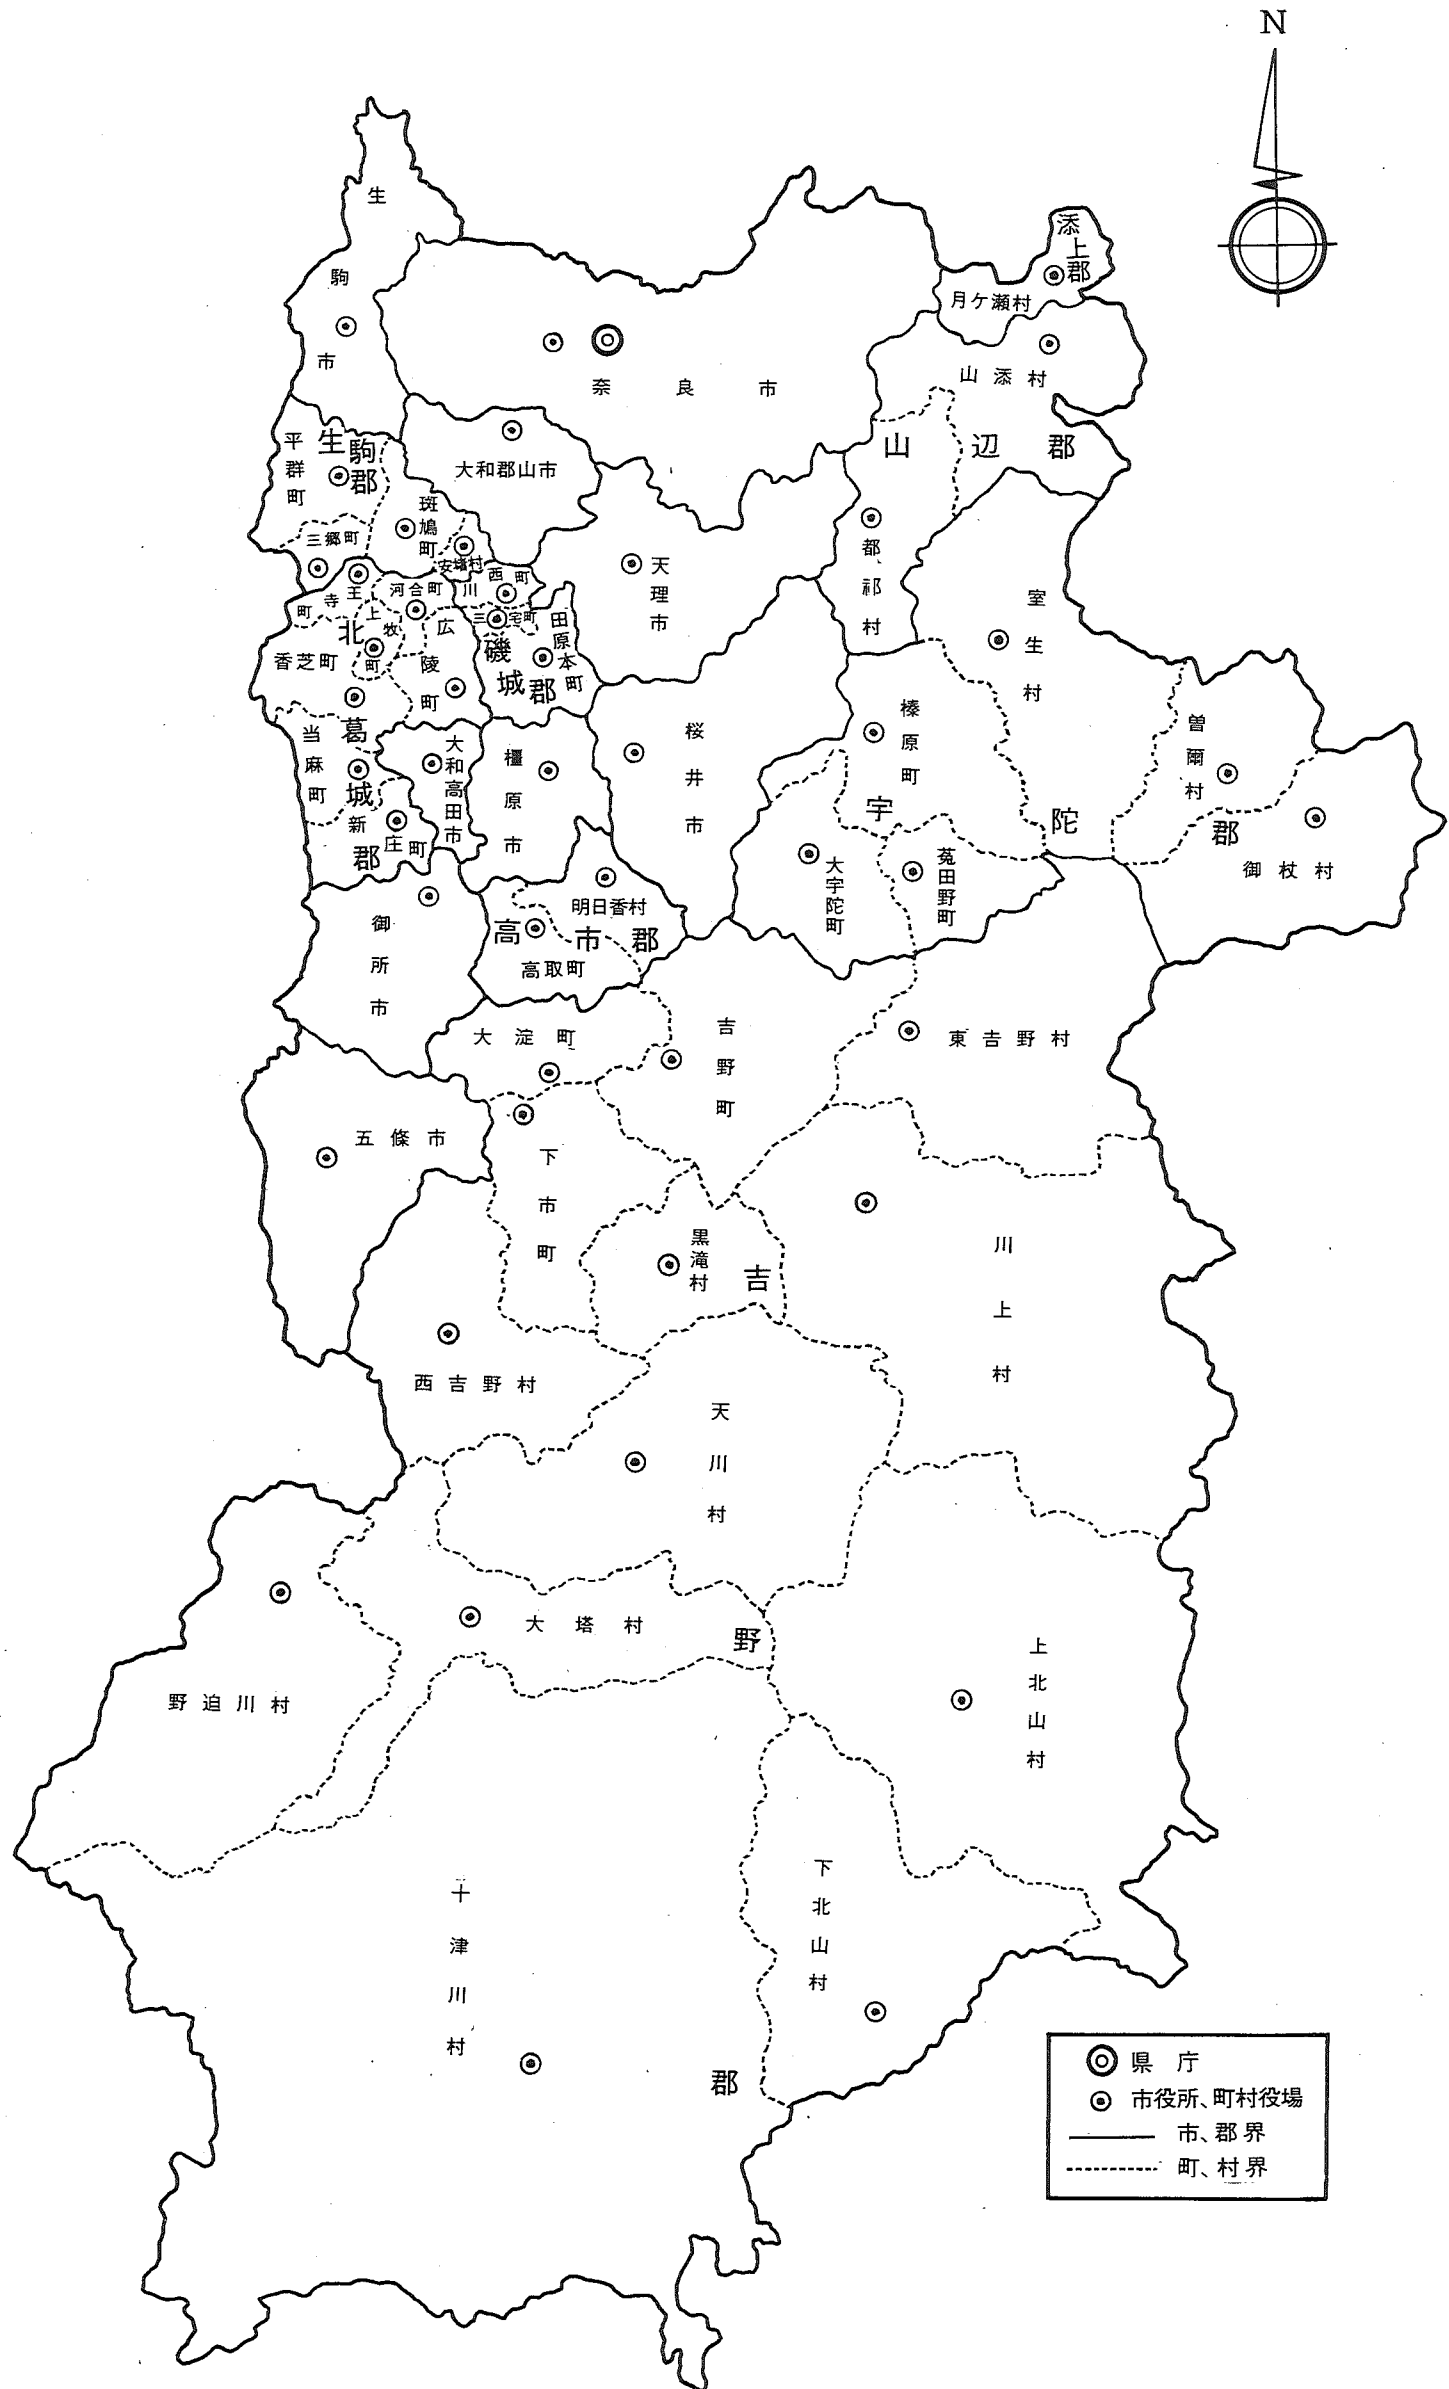 N
生駒市
奈良市
添上郡
月ケ瀬村
山添村
山辺郡
都祁村
平群町
生駒郡
斑鳩町
三郷町
安堵村
大和郡山市
天理市
王寺町
河合町
上牧町
広陵町
香芝町
北葛城郡
当麻町
新庄町
川西町
三宅町
田原本町
磯城郡
大和高田市
橿原市
桜井市
室生村
榛原町
曽爾村
御杖村
宇陀郡
大宇陀町
菟田野町
御所市
明日香村
高市郡
高取町
大淀町
吉野町
東吉野村
五條市
下市町
黒滝村
川上村
西吉野村
天川村
吉野郡
大塔村
野迫川村
上北山村
下北山村
十津川村
県庁
市役所、町村役場
市、郡界
町、村界